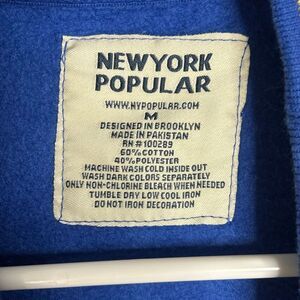 NEWYORK
POPULAR
WWW.NYPOPULAR.COM
M
DESIGNED IN BROOKLYN
MADE IN PAKISTAN
RN #100289
60% COTTON
40% POLYESTER
MACHINE WASH COLD INSIDE OUT
WASH DARK COLORS SEPARATELY
ONLY NON-CHLORINE BLEACH WHEN NEEDED
TUMBLE DRY LOW COOL IRON
DO NOT IRON DECORATION